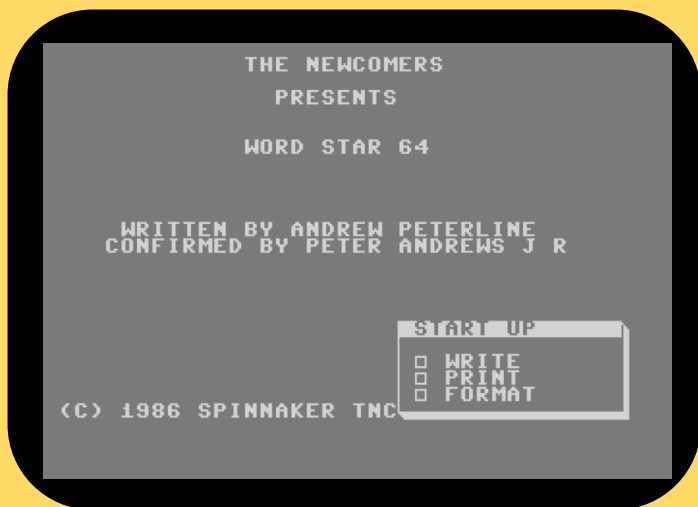 THE NEWCOMERS
PRESENTS
WORD STAR 64
WRITTEN BY ANDREW PETERLINE
CONFIRMED BY PETER ANDREWS J R
START UP
WRITE
PRINT
FORMAT
(C) 1986 SPINNAKER TNC